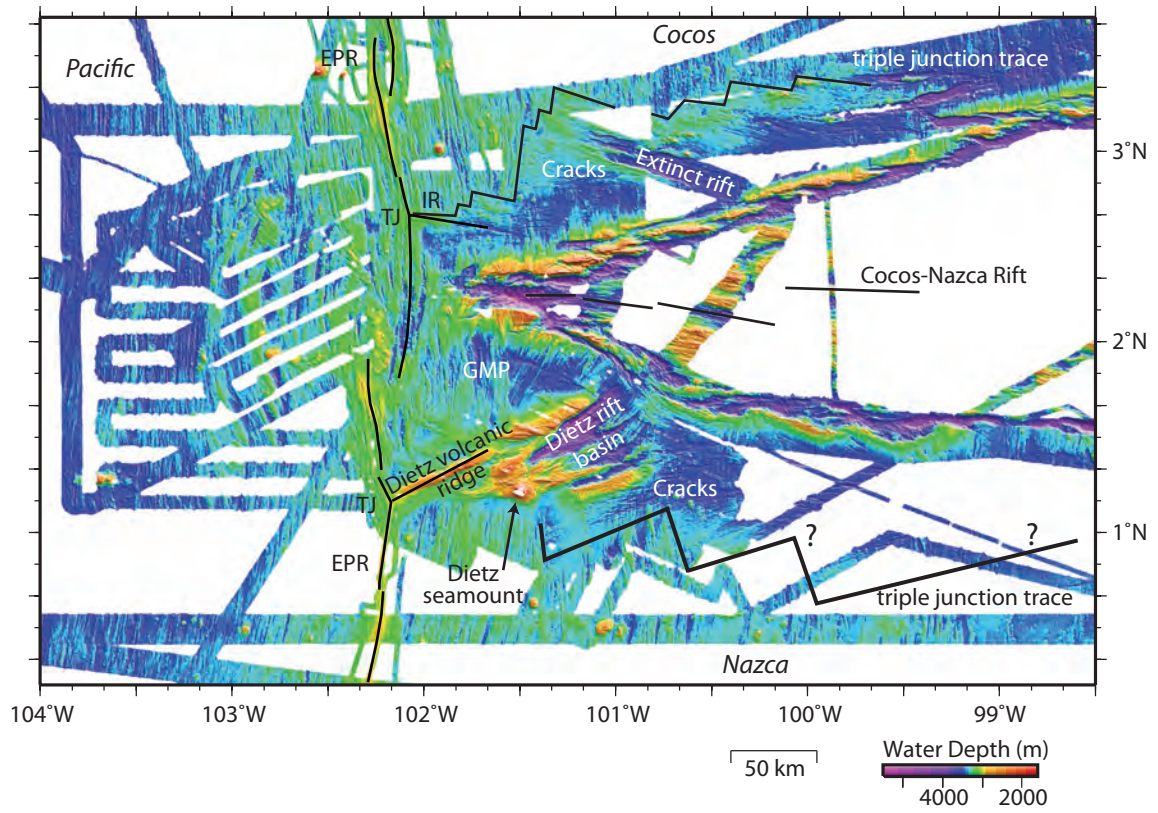 Cocos
EPR
Pacific
triple junction trace
3°N
Cracks
Extinct rift
IR
TJ
Cocos-Nazca Rift
2°N
GMP
Dietz rift
basin
Dietz volcanic
ridge
Cracks
TJ
1°N
?
?
EPR
Dietz
seamount
triple junction trace
Nazca
104°W
103°W
102°W
101°W
100°W
99°W
50 km
Water Depth (m)
4000
2000